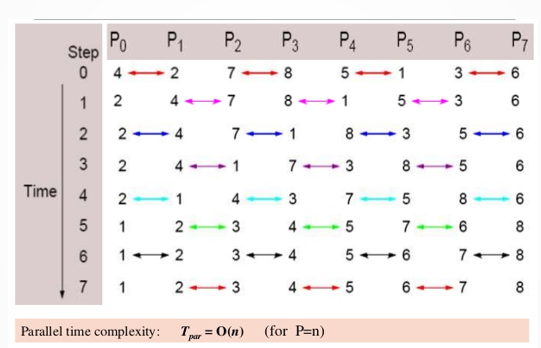 P0 P1 P2 P3 P4 P5 P6 P7
Step
0 4 2 7 8 5 1 3 6
1 2 4 7 8 1 5 3 6
2 2 4 7 1 8 3 5 6
3 2 4 1 7 3 8 5 6
Time
4 2 1 4 3 7 5 8 6
5 1 2 3 4 5 7 6 8
6 1 2 3 4 5 6 7 8
7 1 2 3 4 5 6 7 8
Parallel time complexity: Tpar = O(n) (for P=n)